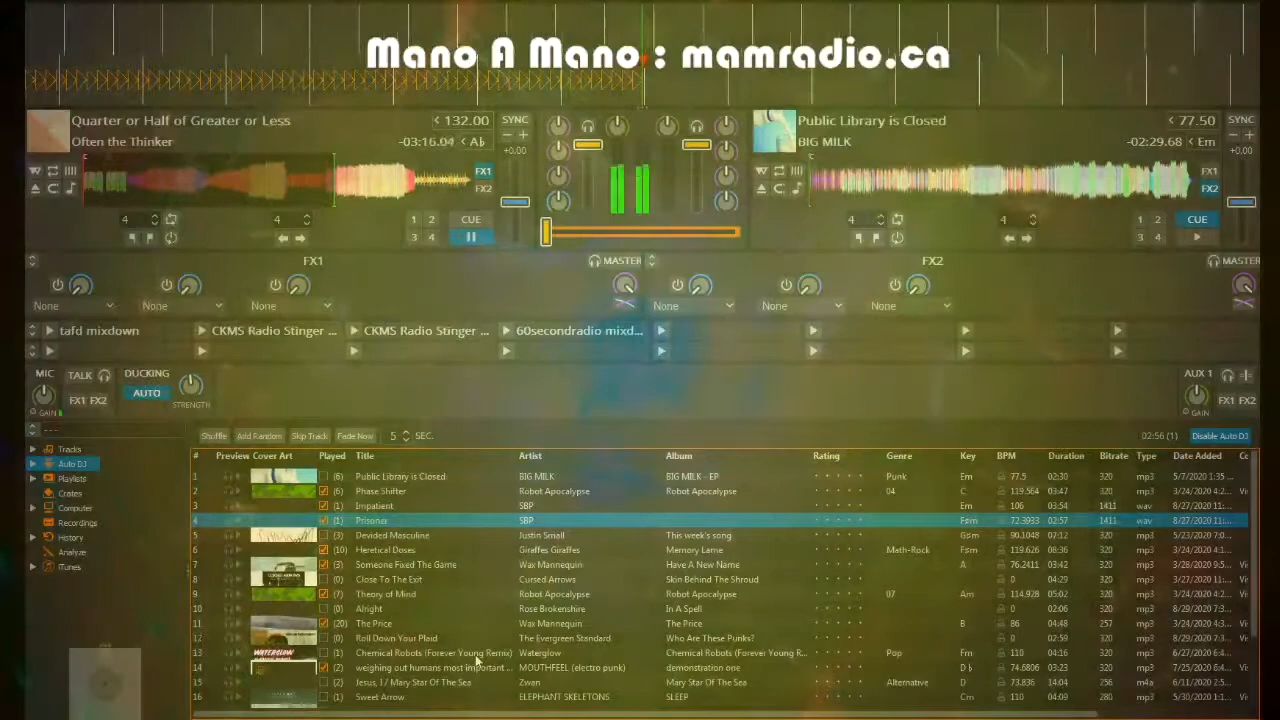 Mano A Mano : mamradio.ca
Quarter or Half of Greater or Less < 132.00 SYNC
Often the Thinker -03:16.04 < A♭ +0.00
Public Library is Closed < 77.50 SYNC
BIG MILK -02:29.68 < Em +0.00
FX1
FX2
4 4 1 2 CUE
3 4
FX1
FX2
4 4 1 2 CUE
3 4
FX1 MASTER FX2 MASTER
None None None None None None
tafd mixdown CKMS Radio Stinger ... CKMS Radio Stinger ... 60secondradio mixd...
MIC TALK DUCKING AUX 1
FX1 FX2 AUTO FX1 FX2
GAIN STRENGTH GAIN
---
Shuffle Add Random Skip Track Fade Now 5 SEC. 02:56 (1) Disable Auto DJ
Tracks
Auto DJ
Playlists
Crates
Computer
Recordings
History
Analyze
iTunes
# Preview Cover Art Played Title Artist Album Rating Genre Key BPM Duration Bitrate Type Date Added Cc
1 (6) Public Library is Closed BIG MILK BIG MILK - EP Punk Em 77.5 02:30 320 mp3 5/7/2020 1:35 ...
2 (6) Phase Shifter Robot Apocalypse Robot Apocalypse 04 C 119.564 03:47 320 mp3 3/24/2020 4:2...
3 (1) Impatient SBP Em 106 03:54 1411 wav 8/27/2020 11:...
4 (1) Prisoner SBP F♯m 72.3933 02:57 1411 wav 8/27/2020 11:...
5 (3) Devided Masculine Justin Small This week's song G♯m 90.1048 07:12 320 mp3 5/23/2020 7:0...
6 (10) Heretical Doses Giraffes Giraffes Memory Lame Math-Rock F♯m 119.626 08:36 320 mp3 3/24/2020 4:1...
7 (3) Someone Fixed The Game Wax Mannequin Have A New Name A 76.2411 03:42 320 mp3 3/28/2020 9:5...
8 (0) Close To The Exit Cursed Arrows Skin Behind The Shroud 0 04:29 320 mp3 3/27/2020 11:...
9 (7) Theory of Mind Robot Apocalypse Robot Apocalypse 07 Am 114.928 05:02 320 mp3 3/24/2020 4:2...
10 (0) Alright Rose Brokenshire In A Spell 0 02:06 320 mp3 8/29/2020 7:3...
11 (20) The Price Wax Mannequin The Price B 86 04:48 257 mp3 3/24/2020 4:3...
12 (0) Roll Down Your Plaid The Evergreen Standard Who Are These Punks? 0 02:59 320 mp3 8/29/2020 7:3...
13 (1) Chemical Robots (Forever Young Remix) Waterglow Chemical Robots (Forever Young R... Pop Fm 110 04:16 320 mp3 6/27/2020 3:0...
14 (2) weighing out humans most important ... MOUTHFEEL (electro punk) demonstration one D♭ 74.6806 03:23 320 mp3 7/25/2020 8:4...
15 (2) Jesus, I / Mary Star Of The Sea Zwan Mary Star Of The Sea Alternative D 73.836 14:04 256 m4a 6/11/2020 2:5...
16 (1) Sweet Arrow ELEPHANT SKELETONS SLEEP Cm 110 04:09 280 mp3 5/30/2020 1:1...